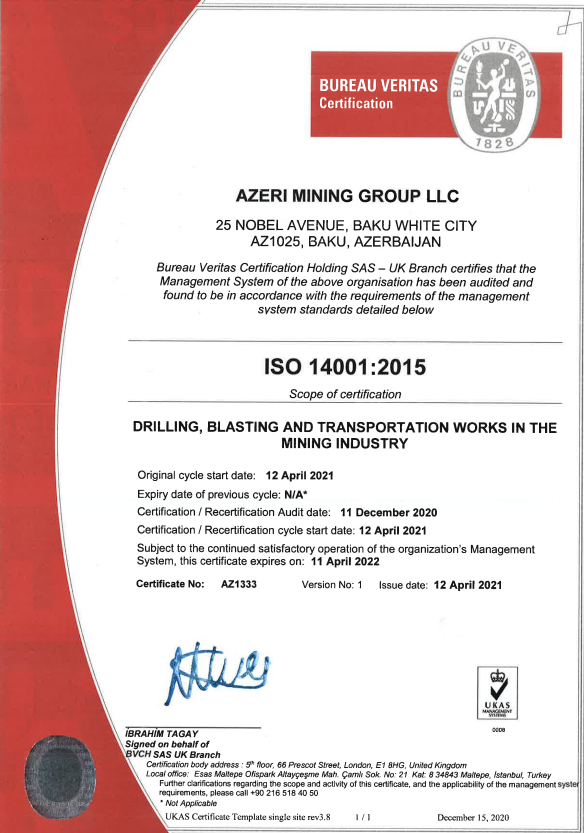 BUREAU VERITAS
Certification
BUREAU VERITAS
1828
AZERI MINING GROUP LLC
25 NOBEL AVENUE, BAKU WHITE CITY
AZ1025, BAKU, AZERBAIJAN
Bureau Veritas Certification Holding SAS – UK Branch certifies that the
Management System of the above organisation has been audited and
found to be in accordance with the requirements of the management
system standards detailed below
ISO 14001:2015
Scope of certification
DRILLING, BLASTING AND TRANSPORTATION WORKS IN THE
MINING INDUSTRY
Original cycle start date: 12 April 2021
Expiry date of previous cycle: N/A*
Certification / Recertification Audit date: 11 December 2020
Certification / Recertification cycle start date: 12 April 2021
Subject to the continued satisfactory operation of the organization's Management
System, this certificate expires on: 11 April 2022
Certificate No: AZ1333 Version No: 1 Issue date: 12 April 2021
UKAS
MANAGEMENT
SYSTEMS
0008
IBRAHIM TAGAY
Signed on behalf of
BVCH SAS UK Branch
Certification body address : 5th floor, 66 Prescot Street, London, E1 8HG, United Kingdom
Local office: Esas Maltepe Ofispark Altayçeşme Mah. Çamlı Sok. No: 21 Kat: 8 34843 Maltepe, İstanbul, Turkey
Further clarifications regarding the scope and activity of this certificate, and the applicability of the management system
requirements, please call +90 216 518 40 50
* Not Applicable
UKAS Certificate Template single site rev3.8 1 / 1 December 15, 2020